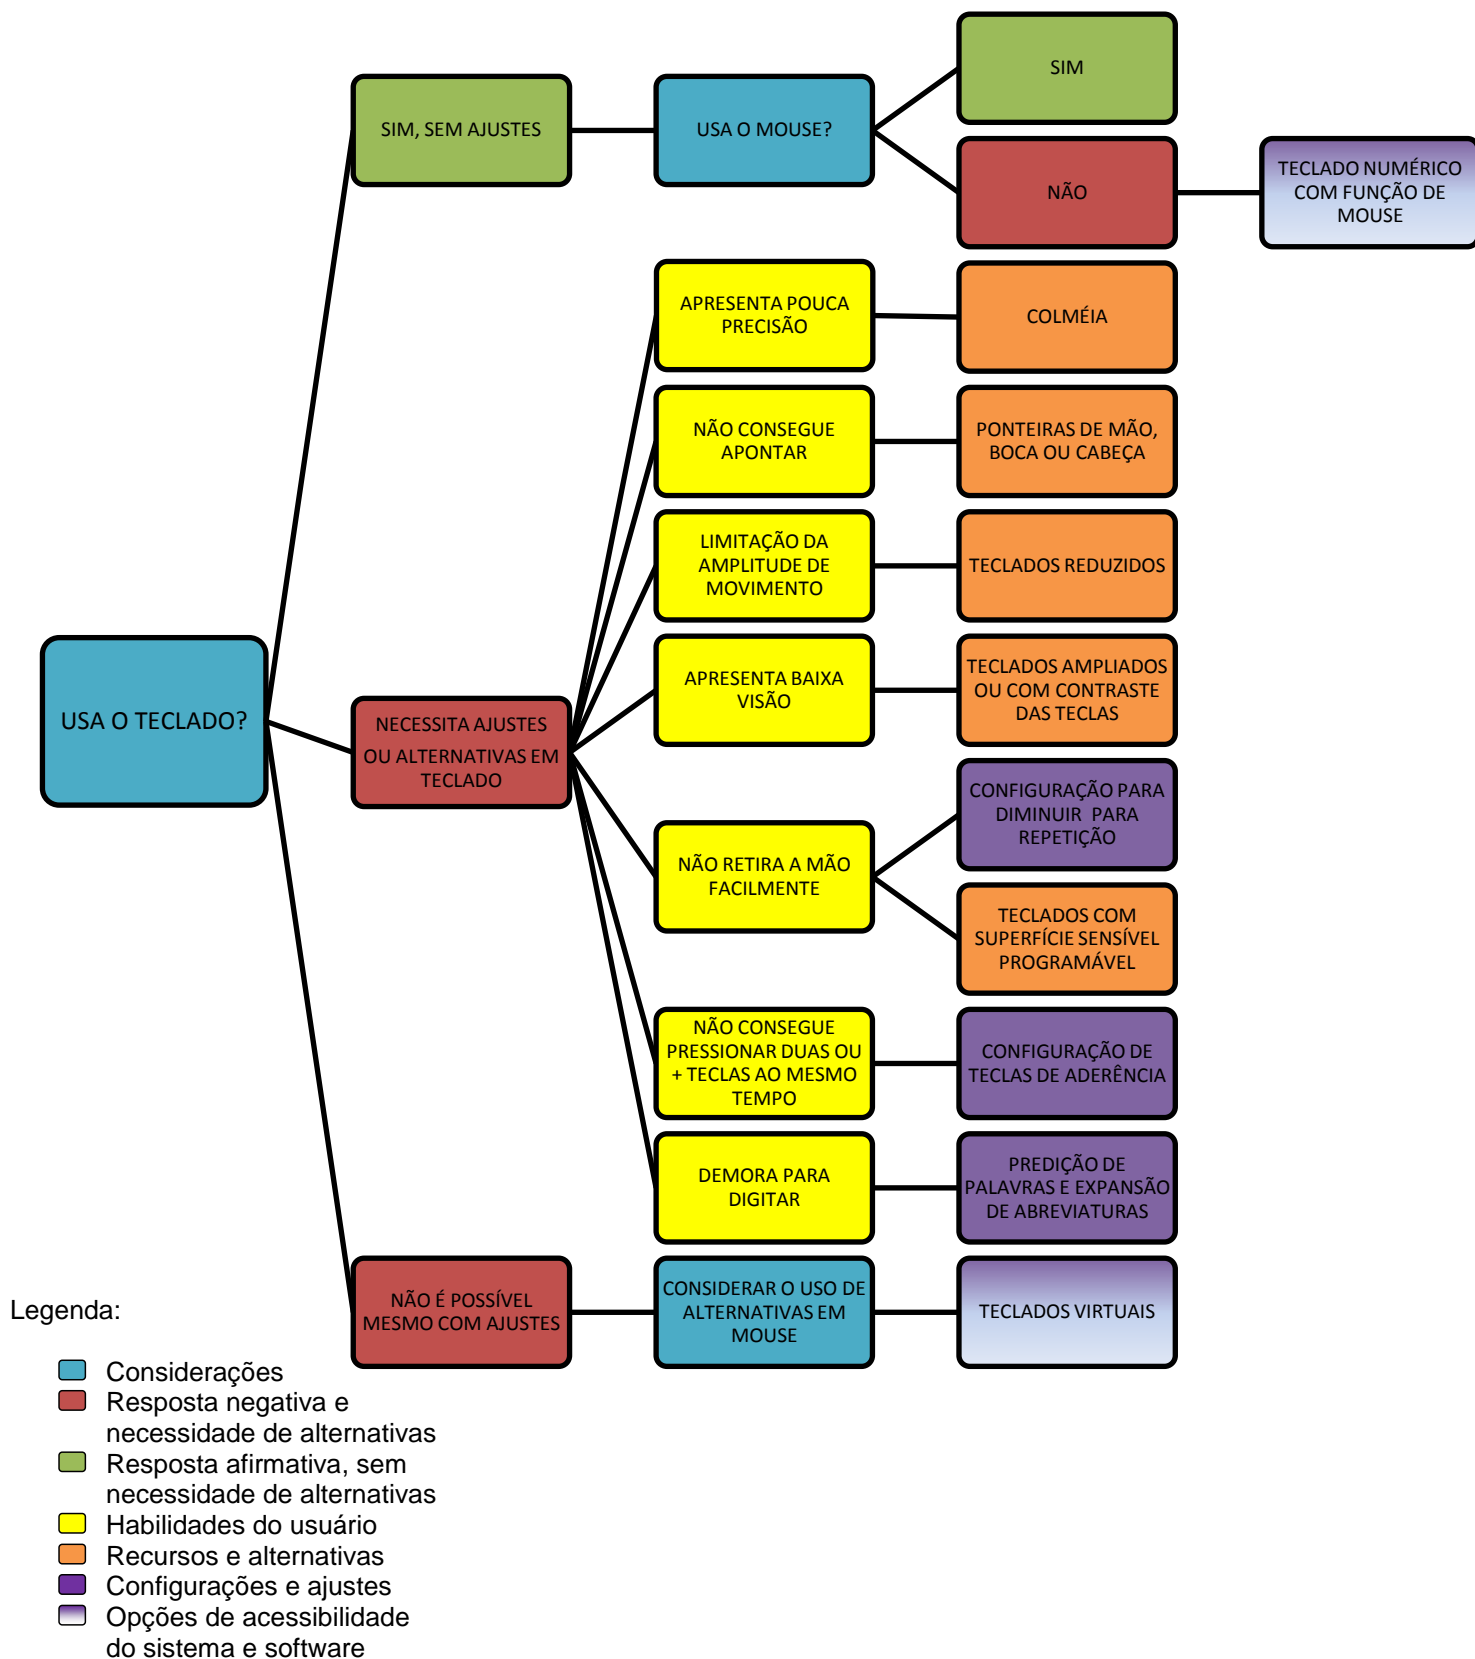 SIM
SIM, SEM AJUSTES
USA O MOUSE?
NÃO
TECLADO NUMÉRICO
COM FUNÇÃO DE
MOUSE
APRESENTA POUCA
PRECISÃO
COLMÉIA
NÃO CONSEGUE
APONTAR
PONTEIRAS DE MÃO,
BOCA OU CABEÇA
LIMITAÇÃO DA
AMPLITUDE DE
MOVIMENTO
TECLADOS REDUZIDOS
USA O TECLADO?
NECESSITA AJUSTES
OU ALTERNATIVAS EM
TECLADO
APRESENTA BAIXA
VISÃO
TECLADOS AMPLIADOS
OU COM CONTRASTE
DAS TECLAS
NÃO RETIRA A MÃO
FACILMENTE
CONFIGURAÇÃO PARA
DIMINUIR  PARA
REPETIÇÃO
TECLADOS COM
SUPERFÍCIE SENSÍVEL
PROGRAMÁVEL
NÃO CONSEGUE
PRESSIONAR DUAS OU
+ TECLAS AO MESMO
TEMPO
CONFIGURAÇÃO DE
TECLAS DE ADERÊNCIA
DEMORA PARA
DIGITAR
PREDIÇÃO DE
PALAVRAS E EXPANSÃO
DE ABREVIATURAS
NÃO É POSSÍVEL
MESMO COM AJUSTES
CONSIDERAR O USO DE
ALTERNATIVAS EM
MOUSE
TECLADOS VIRTUAIS
Legenda:
Considerações
Resposta negativa e
necessidade de alternativas
Resposta afirmativa, sem
necessidade de alternativas
Habilidades do usuário
Recursos e alternativas
Configurações e ajustes
Opções de acessibilidade
do sistema e software